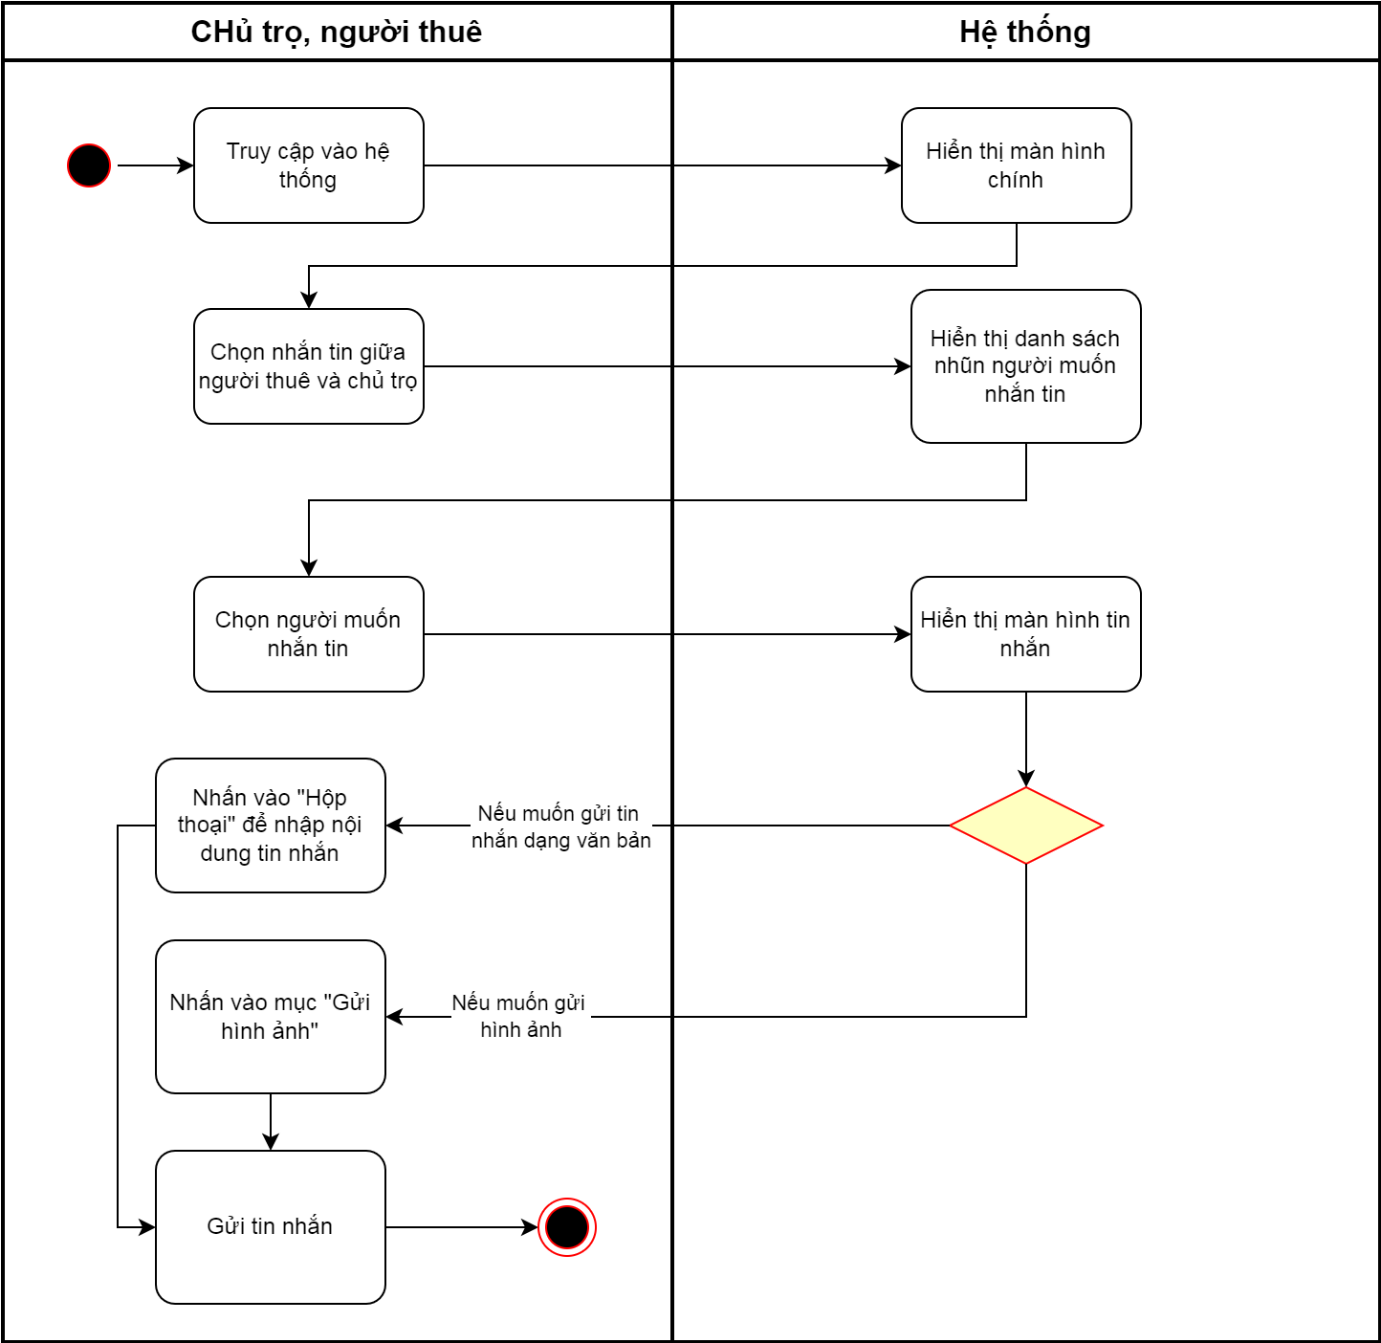 CHủ trọ, người thuê
Hệ thống
Truy cập vào hệ
thống
Hiển thị màn hình
chính
Chọn nhắn tin giữa
người thuê và chủ trọ
Hiển thị danh sách
nhũn người muốn
nhắn tin
Chọn người muốn
nhắn tin
Hiển thị màn hình tin
nhắn
Nhấn vào "Hộp
thoại" để nhập nội
dung tin nhắn
Nếu muốn gửi tin
nhắn dạng văn bản
Nhấn vào mục "Gửi
hình ảnh"
Nếu muốn gửi
hình ảnh
Gửi tin nhắn